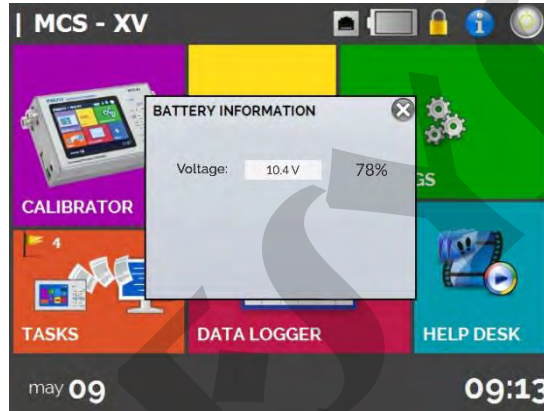 | MCS - XV
BATTERY INFORMATION
Voltage: 10.4 V 78%
GS
CALIBRATOR
4
TASKS
DATA LOGGER
HELP DESK
may 09
09:13